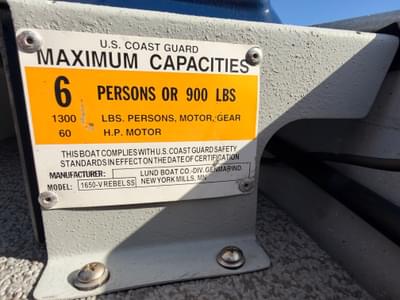 U.S. COAST GUARD
MAXIMUM CAPACITIES
6 PERSONS OR 900 LBS
1300 LBS. PERSONS, MOTOR, GEAR
60 H.P. MOTOR
THIS BOAT COMPLIES WITH U.S. COAST GUARD SAFETY
STANDARDS IN EFFECT ON THE DATE OF CERTIFICATION
MANUFACTURER: LUND BOAT CO.-DIV. GENMAR IND.
MODEL: 1650-V REBEL SS NEW YORK MILLS, MN